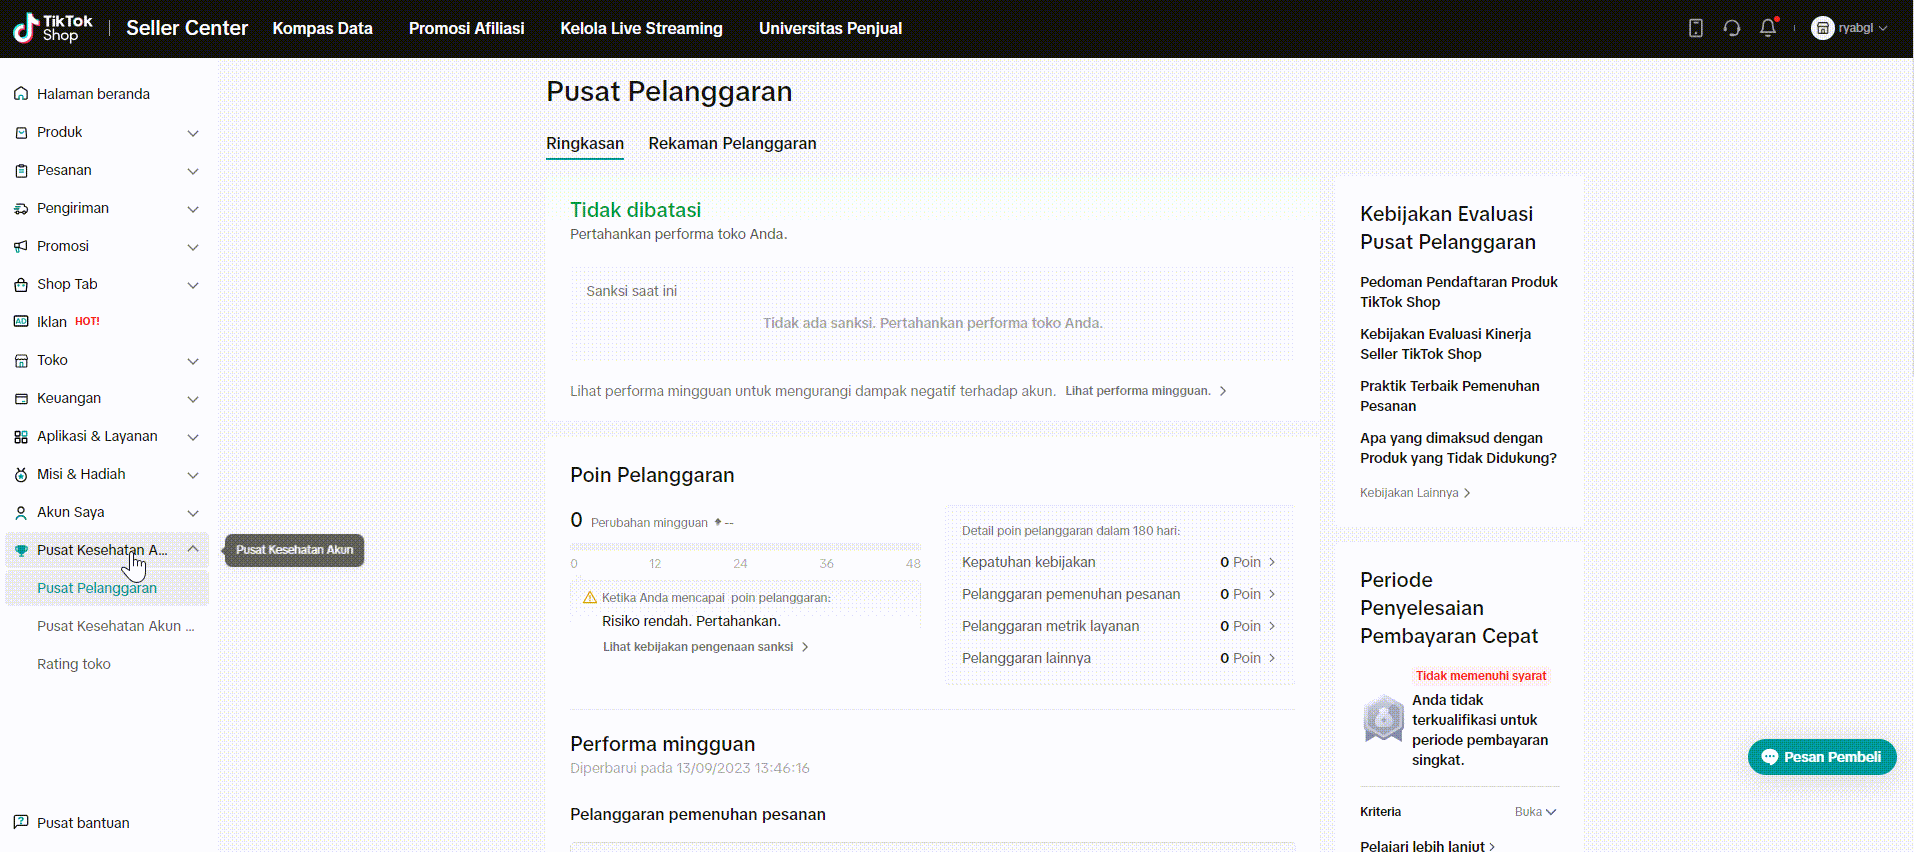 TikTok Shop
Seller Center
Kompas Data
Promosi Afiliasi
Kelola Live Streaming
Universitas Penjual
ryabgl
Halaman beranda
Produk
Pesanan
Pengiriman
Promosi
Shop Tab
AD Iklan HOT!
Toko
Keuangan
Aplikasi & Layanan
Misi & Hadiah
Akun Saya
Pusat Kesehatan A...
Pusat Kesehatan Akun
Pusat Pelanggaran
Pusat Kesehatan Akun ...
Rating toko
Pusat bantuan
Pusat Pelanggaran
Ringkasan
Rekaman Pelanggaran
Tidak dibatasi
Pertahankan performa toko Anda.
Sanksi saat ini
Tidak ada sanksi. Pertahankan performa toko Anda.
Lihat performa mingguan untuk mengurangi dampak negatif terhadap akun. Lihat performa mingguan.
Poin Pelanggaran
0 Perubahan mingguan --
0 12 24 36 48
Ketika Anda mencapai poin pelanggaran:
Risiko rendah. Pertahankan.
Lihat kebijakan pengenaan sanksi
Detail poin pelanggaran dalam 180 hari:
Kepatuhan kebijakan 0 Poin
Pelanggaran pemenuhan pesanan 0 Poin
Pelanggaran metrik layanan 0 Poin
Pelanggaran lainnya 0 Poin
Performa mingguan
Diperbarui pada 13/09/2023 13:46:16
Pelanggaran pemenuhan pesanan
Kebijakan Evaluasi
Pusat Pelanggaran
Pedoman Pendaftaran Produk
TikTok Shop
Kebijakan Evaluasi Kinerja
Seller TikTok Shop
Praktik Terbaik Pemenuhan
Pesanan
Apa yang dimaksud dengan
Produk yang Tidak Didukung?
Kebijakan Lainnya
Periode
Penyelesaian
Pembayaran Cepat
Tidak memenuhi syarat
Anda tidak
terkualifikasi untuk
periode pembayaran
singkat.
Kriteria Buka
Pelajari lebih lanjut
Pesan Pembeli